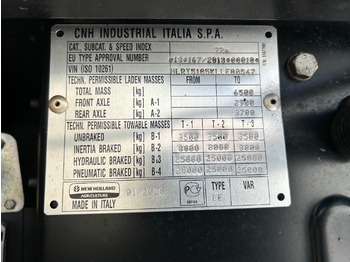 CNH INDUSTRIAL ITALIA S.P.A.
CAT., SUBCAT. & SPEED INDEX T2a
EU TYPE APPROVAL NUMBER
VIN (ISO 10261)
TECHN. PERMISSIBLE LADEN MASSES
TOTAL MASS [kg] 6500
FRONT AXLE [kg] A-1 2900
REAR AXLE [kg] A-2 3700
TECHN. PERMISSIBLE TOWABLE MASSES T-1 T-2 T-3
UNBRAKED [kg] B-1 3500 3500 3500
INERTIA BRAKED [kg] B-2 8000 8000 8000
HYDRAULIC BRAKED [kg] B-3 25000 25000 25000
PNEUMATIC BRAKED [kg] B-4 25000 25000 25000
NEW HOLLAND
AGRICULTURE
MADE IN ITALY
TYPE VAR